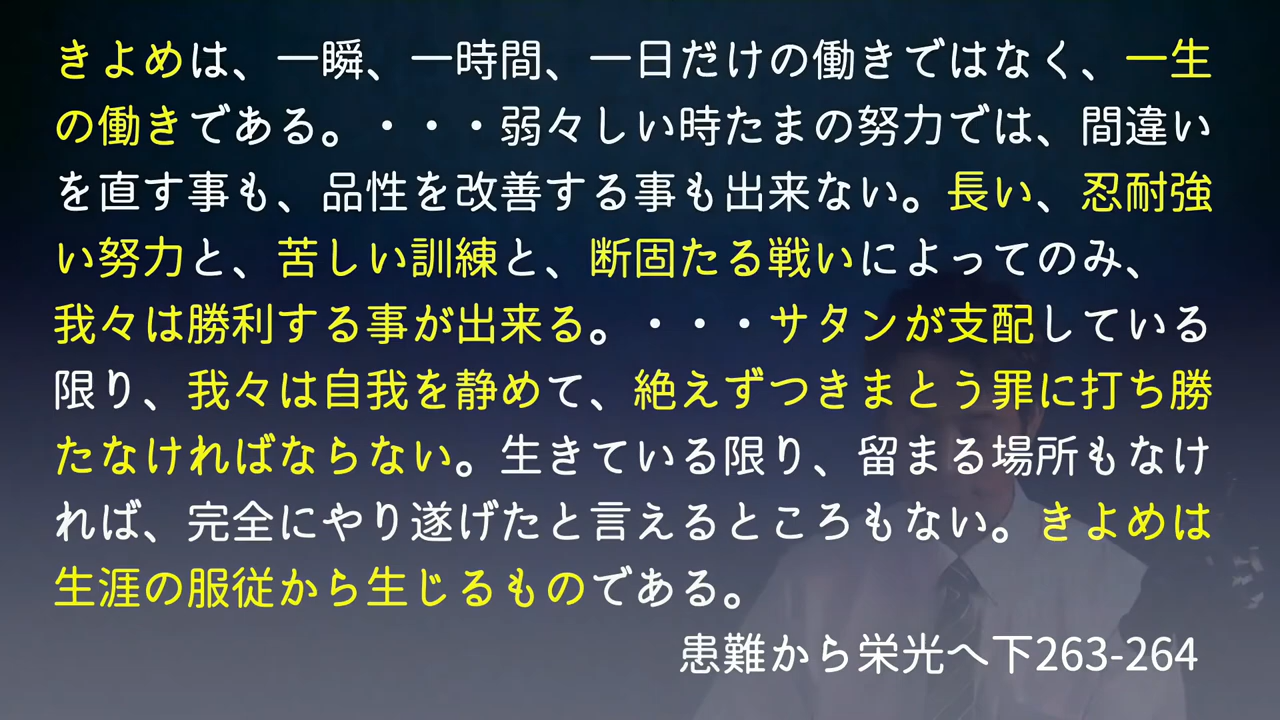 きよめは、一瞬、一時間、一日だけの働きではなく、一生
の働きである。・・・弱々しい時たまの努力では、間違い
を直す事も、品性を改善する事も出来ない。長い、忍耐強
い努力と、苦しい訓練と、断固たる戦いによってのみ、
我々は勝利する事が出来る。・・・サタンが支配している
限り、我々は自我を静めて、絶えずつきまとう罪に打ち勝
たなければならない。生きている限り、留まる場所もなけ
れば、完全にやり遂げたと言えるところもない。きよめは
生涯の服従から生じるものである。
患難から栄光へ下263-264